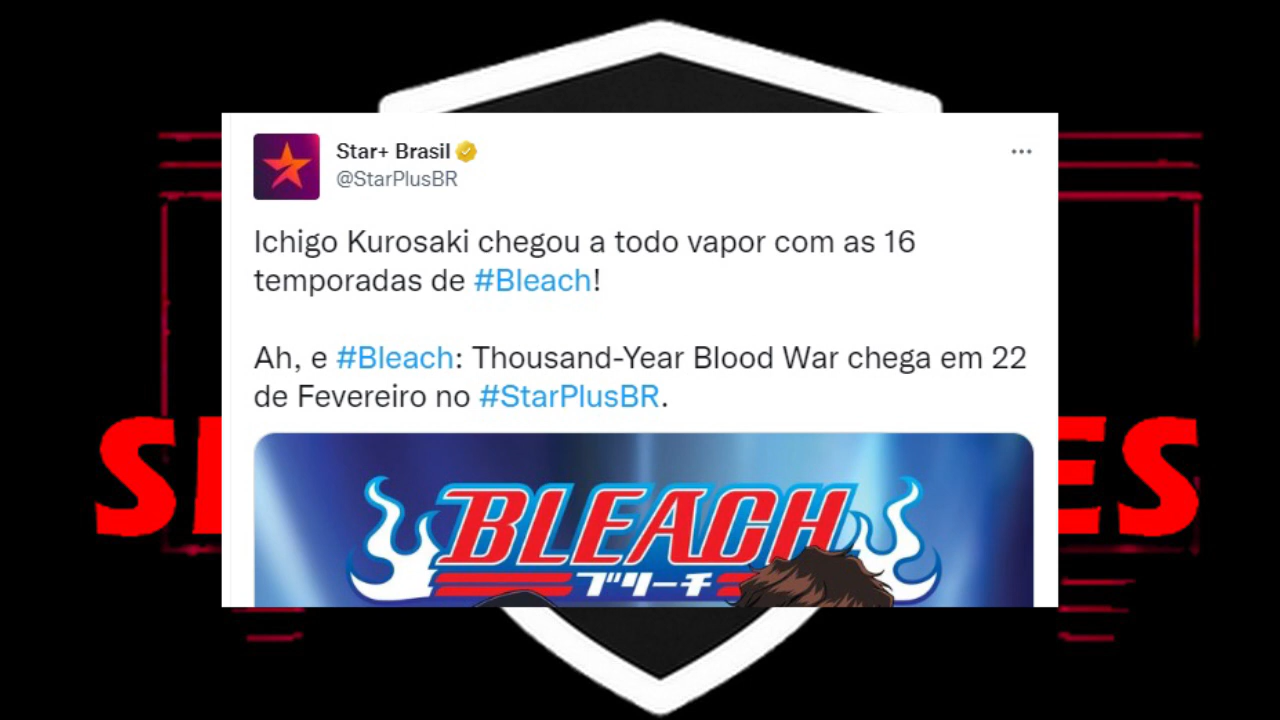 Star+ Brasil
@StarPlusBR
Ichigo Kurosaki chegou a todo vapor com as 16
temporadas de #Bleach!
Ah, e #Bleach: Thousand-Year Blood War chega em 22
de Fevereiro no #StarPlusBR.
BLEACH
ブリーチ
ES